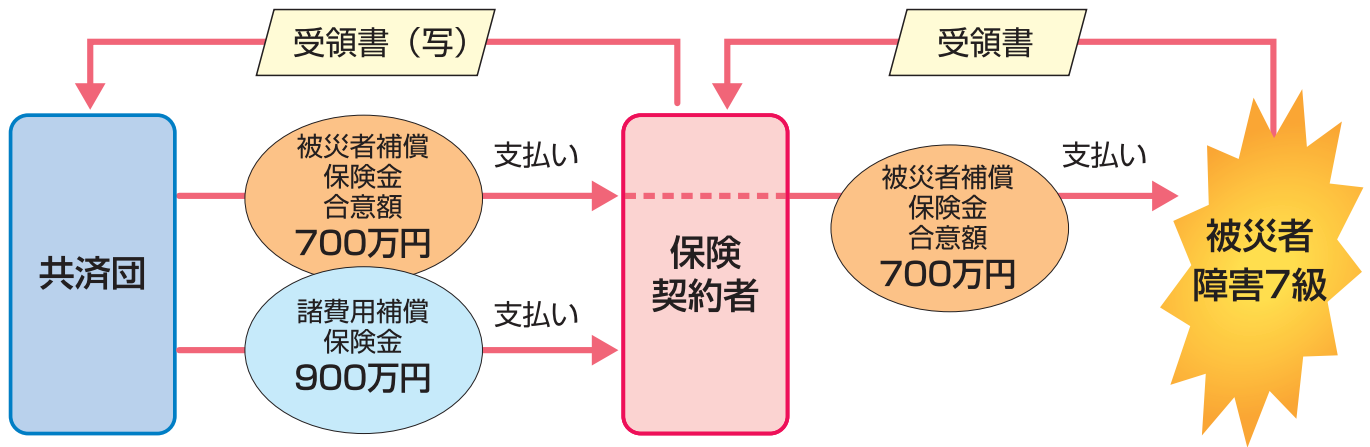 受領書（写）
受領書
共済団
被災者補償
保険金
合意額
700万円
支払い
諸費用補償
保険金
900万円
支払い
保険
契約者
被災者補償
保険金
合意額
700万円
支払い
被災者
障害7級